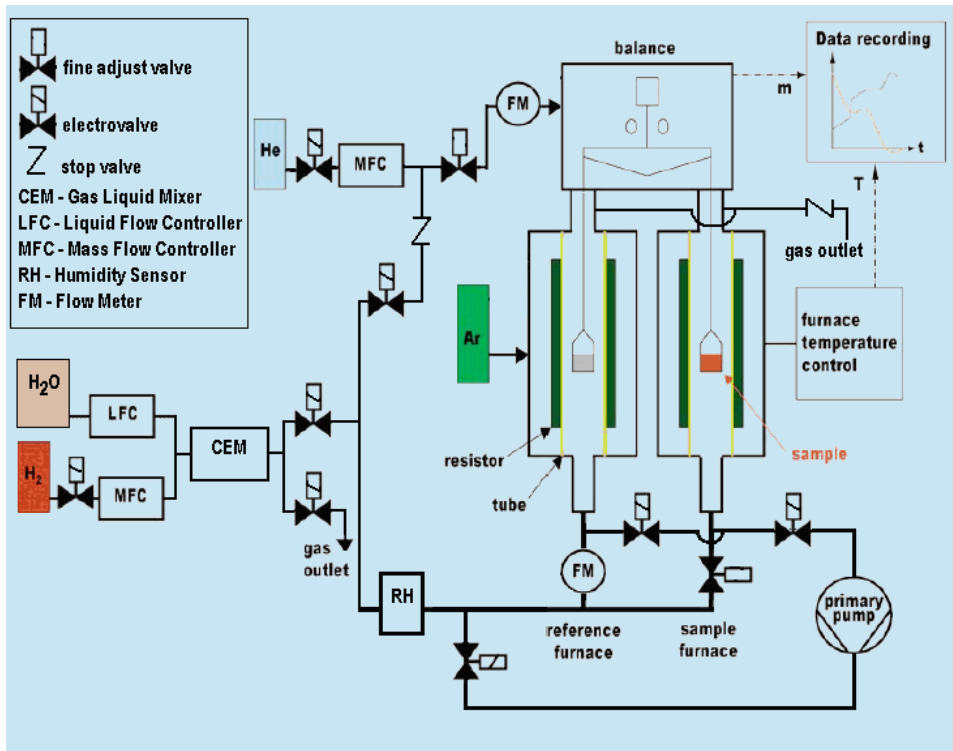 fine adjust valve
electrovalve
stop valve
CEM - Gas Liquid Mixer
LFC - Liquid Flow Controller
MFC - Mass Flow Controller
RH - Humidity Sensor
FM - Flow Meter
balance
Data recording
m
t
T
He
MFC
FM
gas outlet
Ar
furnace
temperature
control
H2O
LFC
CEM
H2
MFC
gas
outlet
resistor
tube
sample
RH
FM
reference
furnace
sample
furnace
primary
pump